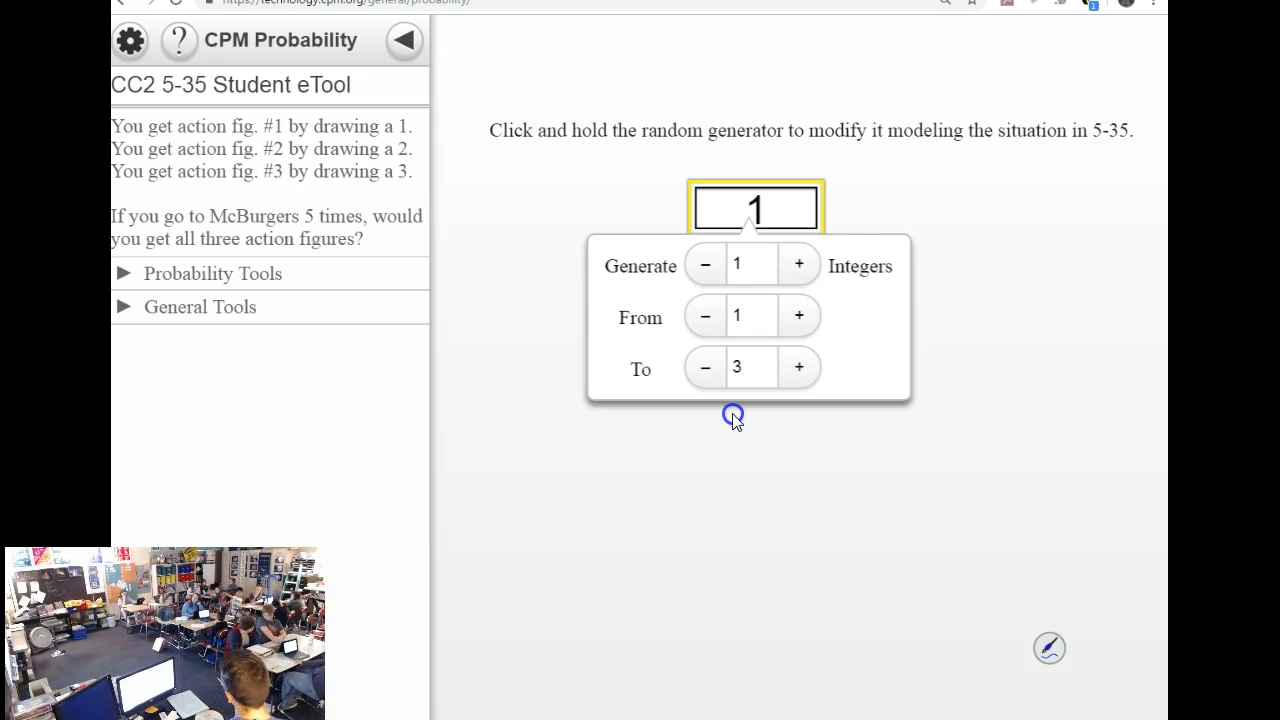 https://technology.cpm.org/general/probability/
1
? CPM Probability
CC2 5-35 Student eTool
You get action fig. #1 by drawing a 1.
You get action fig. #2 by drawing a 2.
You get action fig. #3 by drawing a 3.
If you go to McBurgers 5 times, would
you get all three action figures?
Probability Tools
General Tools
Click and hold the random generator to modify it modeling the situation in 5-35.
1
Generate − 1 + Integers
From − 1 +
To − 3 +